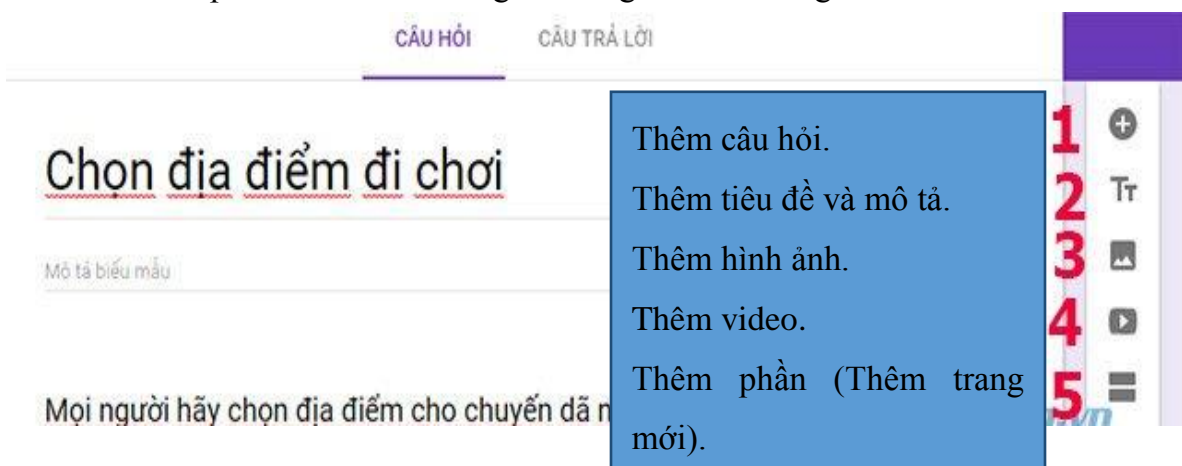 CÂU HỎI CÂU TRẢ LỜI
Chọn địa điểm đi chơi
Mô tả biểu mẫu
Mọi người hãy chọn địa điểm cho chuyến dã
Thêm câu hỏi.
Thêm tiêu đề và mô tả.
Thêm hình ảnh.
Thêm video.
Thêm phần (Thêm trang
mới).
1
2 Tт
3
4
5